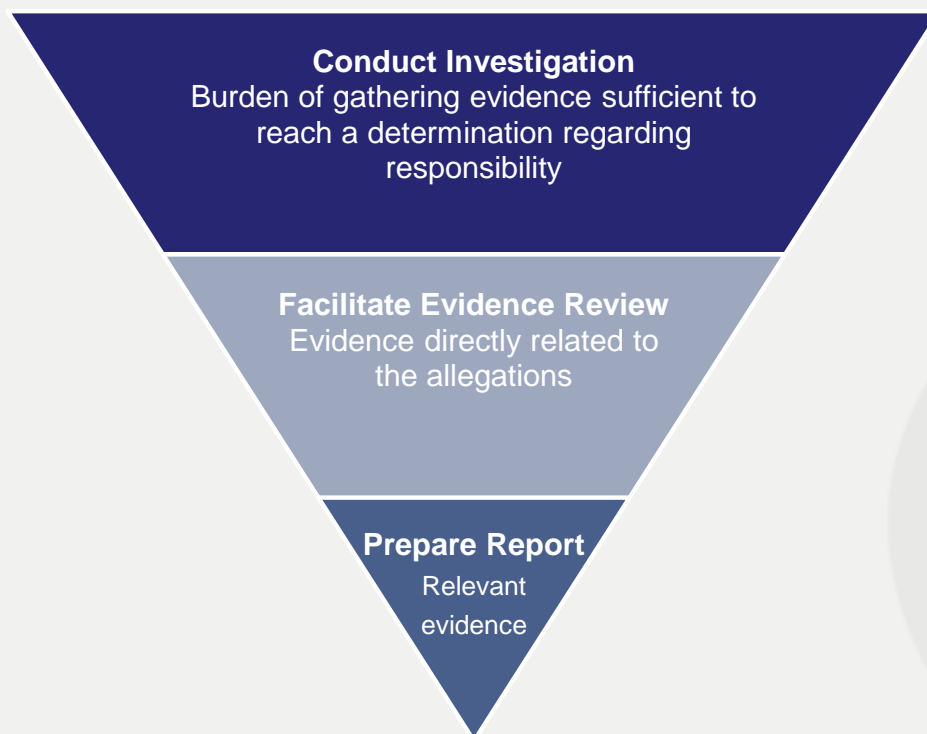 Conduct Investigation
Burden of gathering evidence sufficient to
reach a determination regarding
responsibility
Facilitate Evidence Review
Evidence directly related to
the allegations
Prepare Report
Relevant
evidence